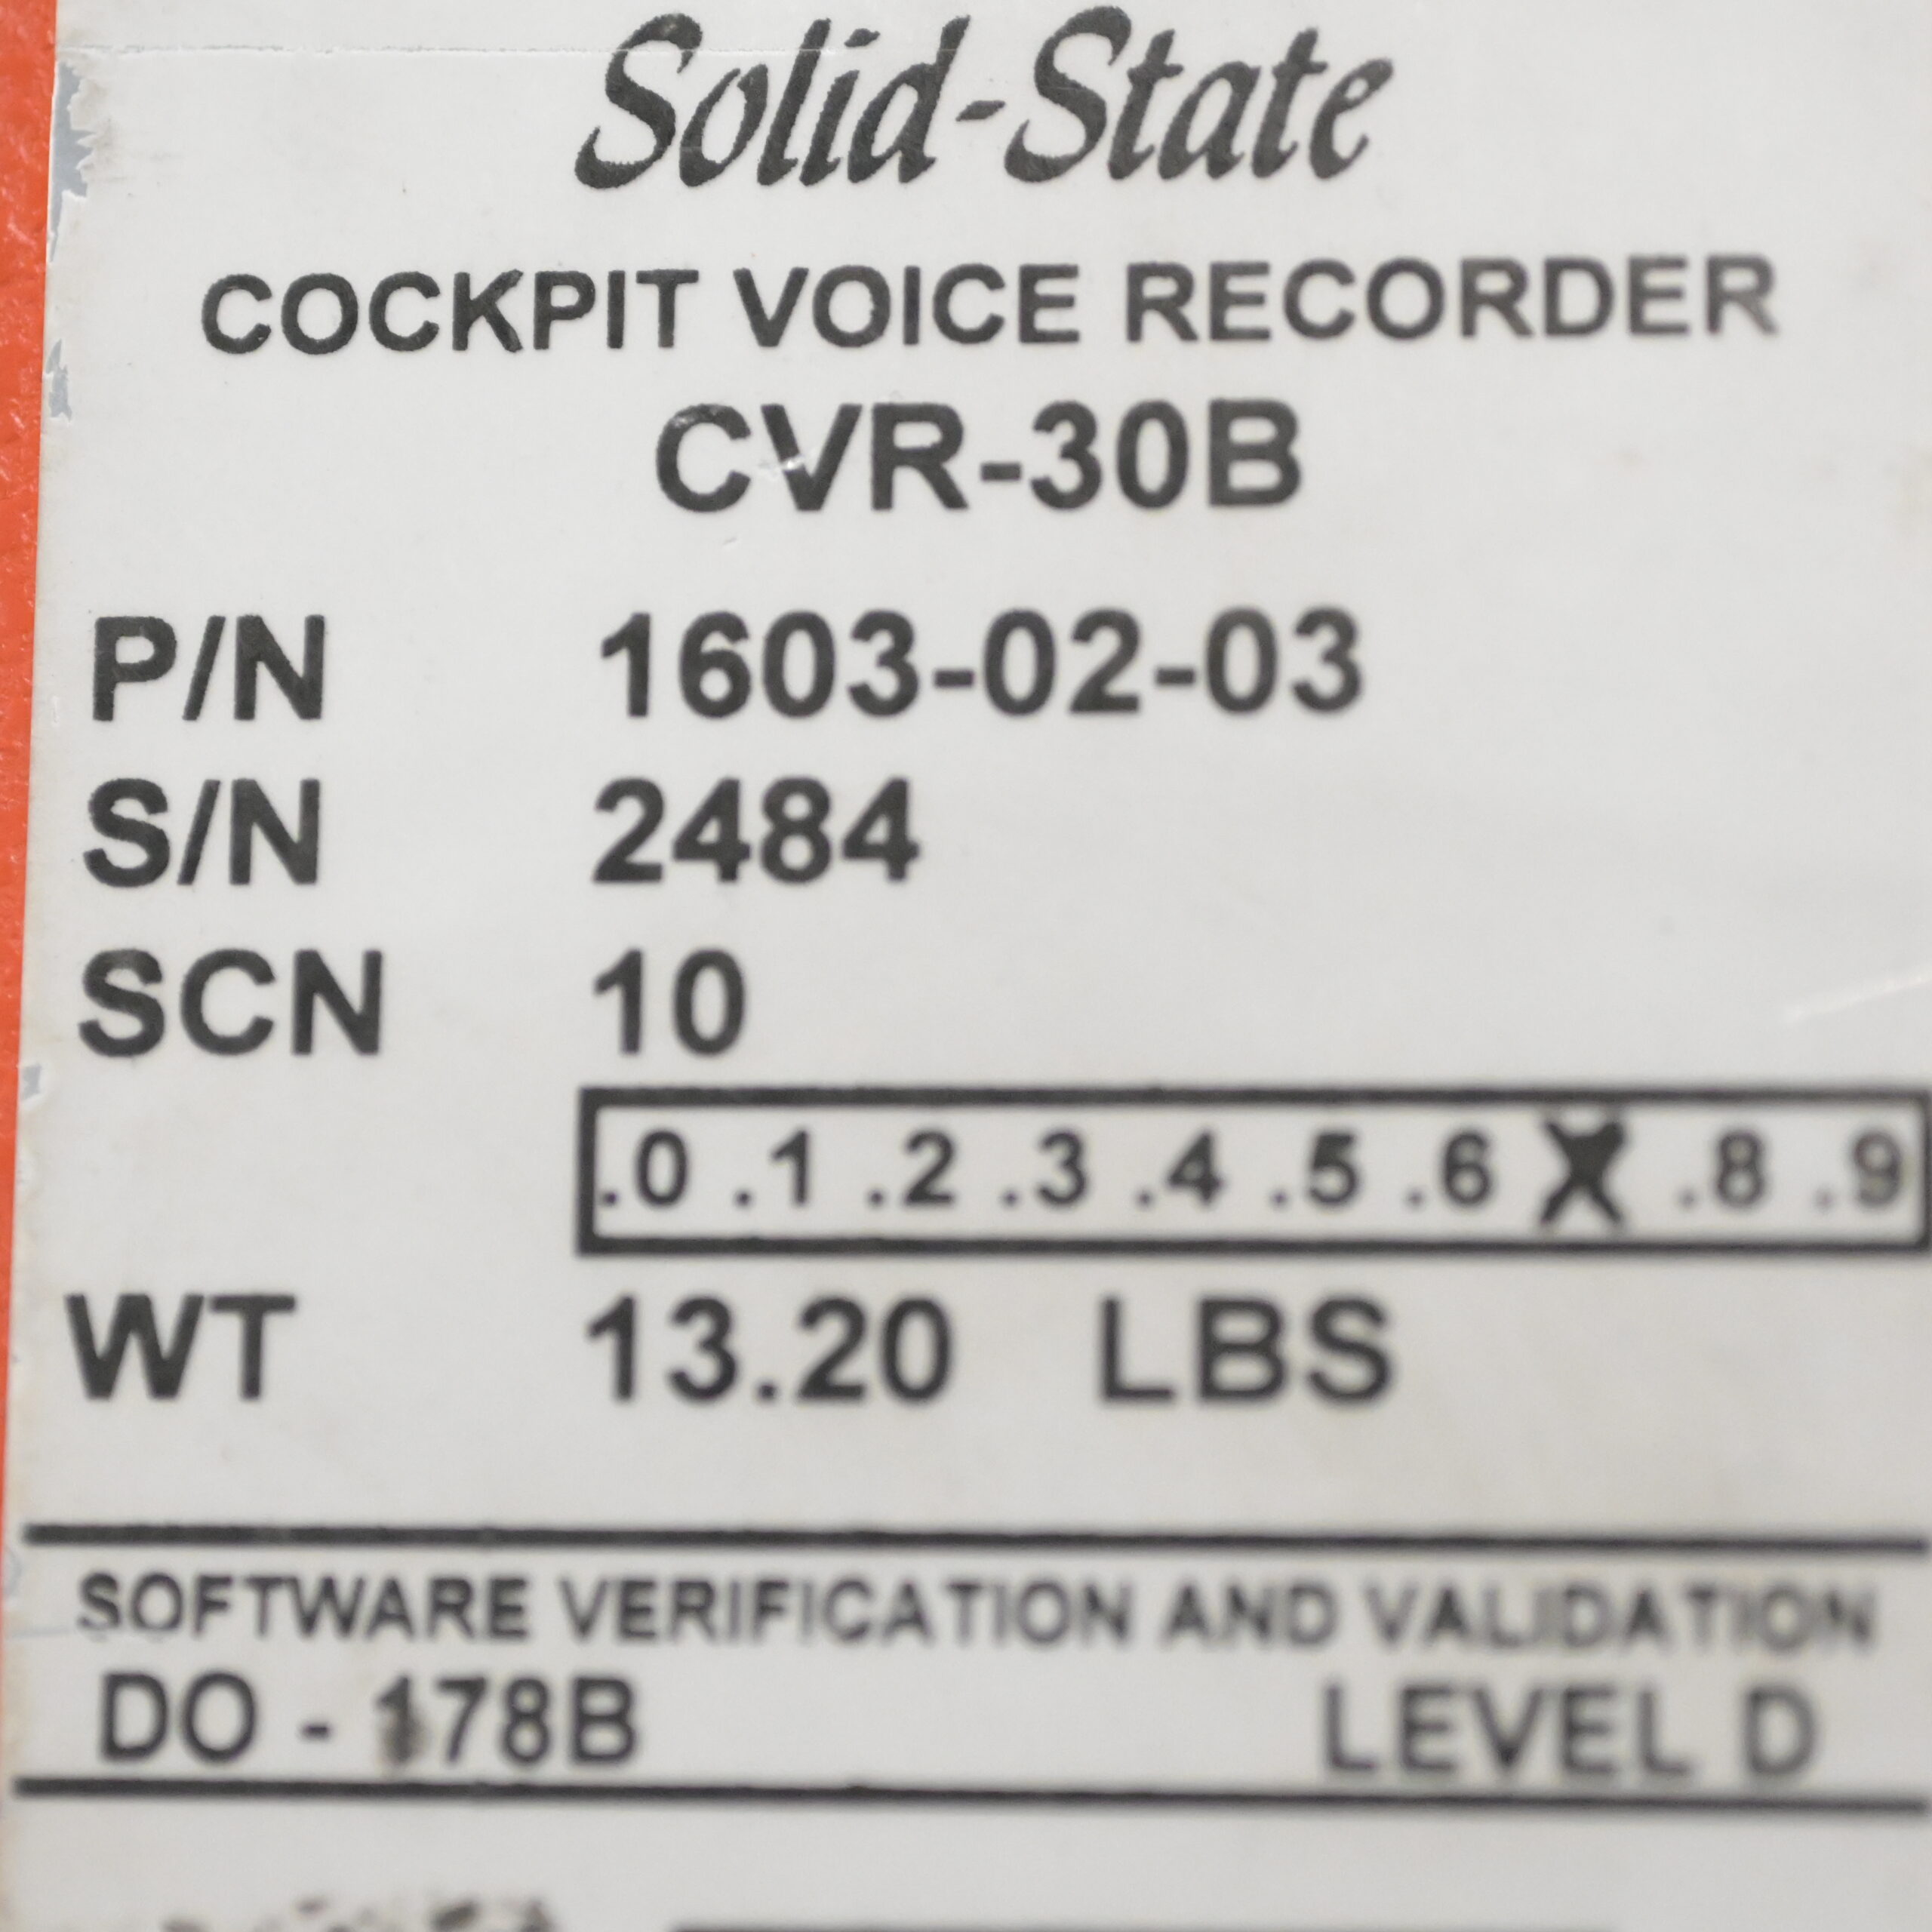 Solid-State
COCKPIT VOICE RECORDER
CVR-30B
P/N 1603-02-03
S/N 2484
SCN 10
.0 .1 .2 .3 .4 .5 .6 X .8 .9
WT 13.20 LBS
SOFTWARE VERIFICATION AND VALIDATION
DO - 178B LEVEL D